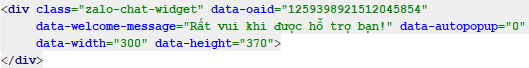 <div class="zalo-chat-widget" data-oaid="1259398921512045854"
data-welcome-message="Rất vui khi được hỗ trợ bạn!" data-autopopup="0"
data-width="300" data-height="370">
</div>